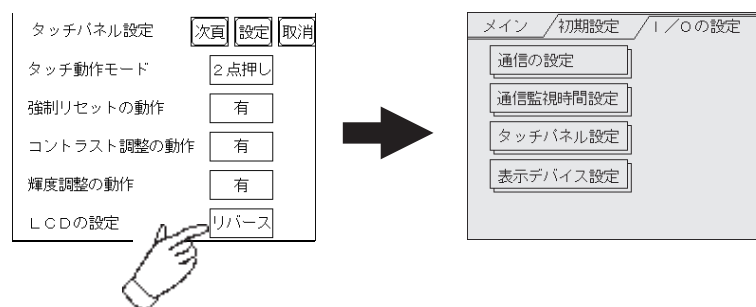 タッチパネル設定 次頁 設定 取消
タッチ動作モード 2点押し
強制リセットの動作 有
コントラスト調整の動作 有
輝度調整の動作 有
LCDの設定 リバース
メイン 初期設定 I/Oの設定
通信の設定
通信監視時間設定
タッチパネル設定
表示デバイス設定